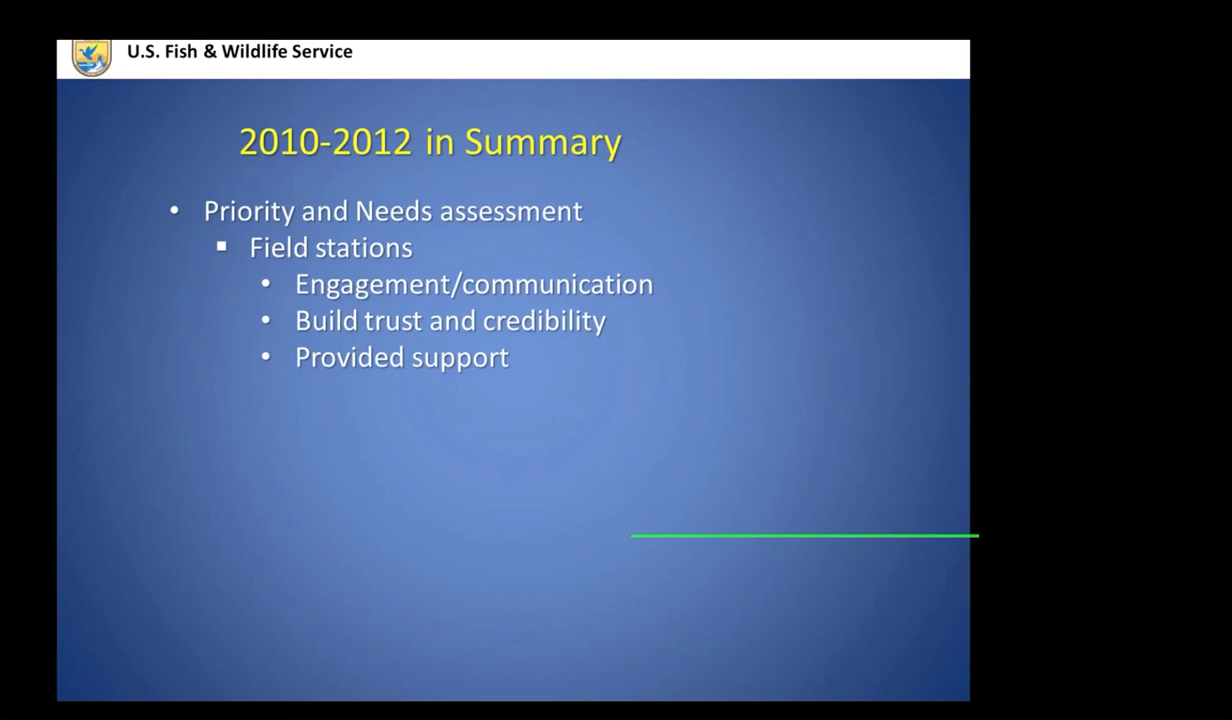 U.S. Fish & Wildlife Service
2010-2012 in Summary
• Priority and Needs assessment
▪ Field stations
• Engagement/communication
• Build trust and credibility
• Provided support